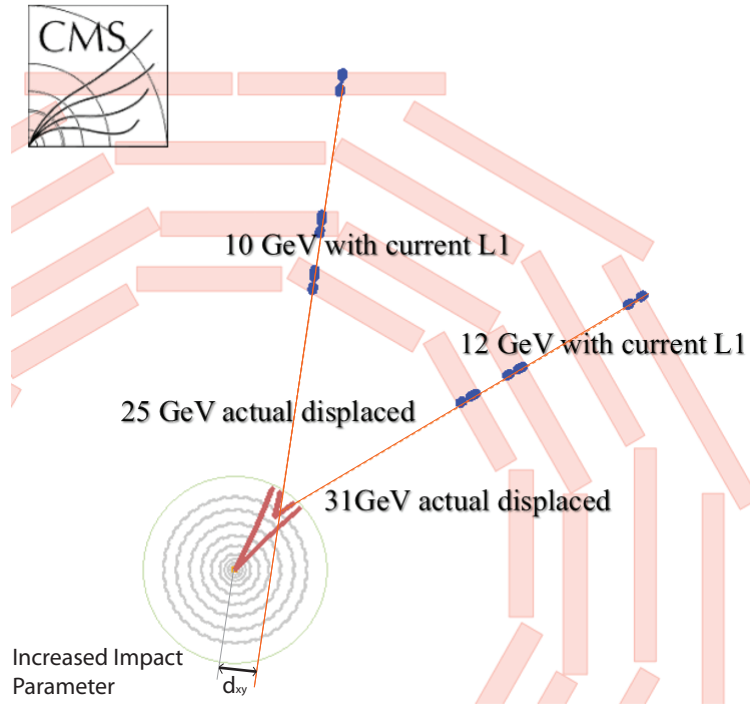 CMS
10 GeV with current L1
12 GeV with current L1
25 GeV actual displaced
31GeV actual displaced
Increased Impact
Parameter
dxy